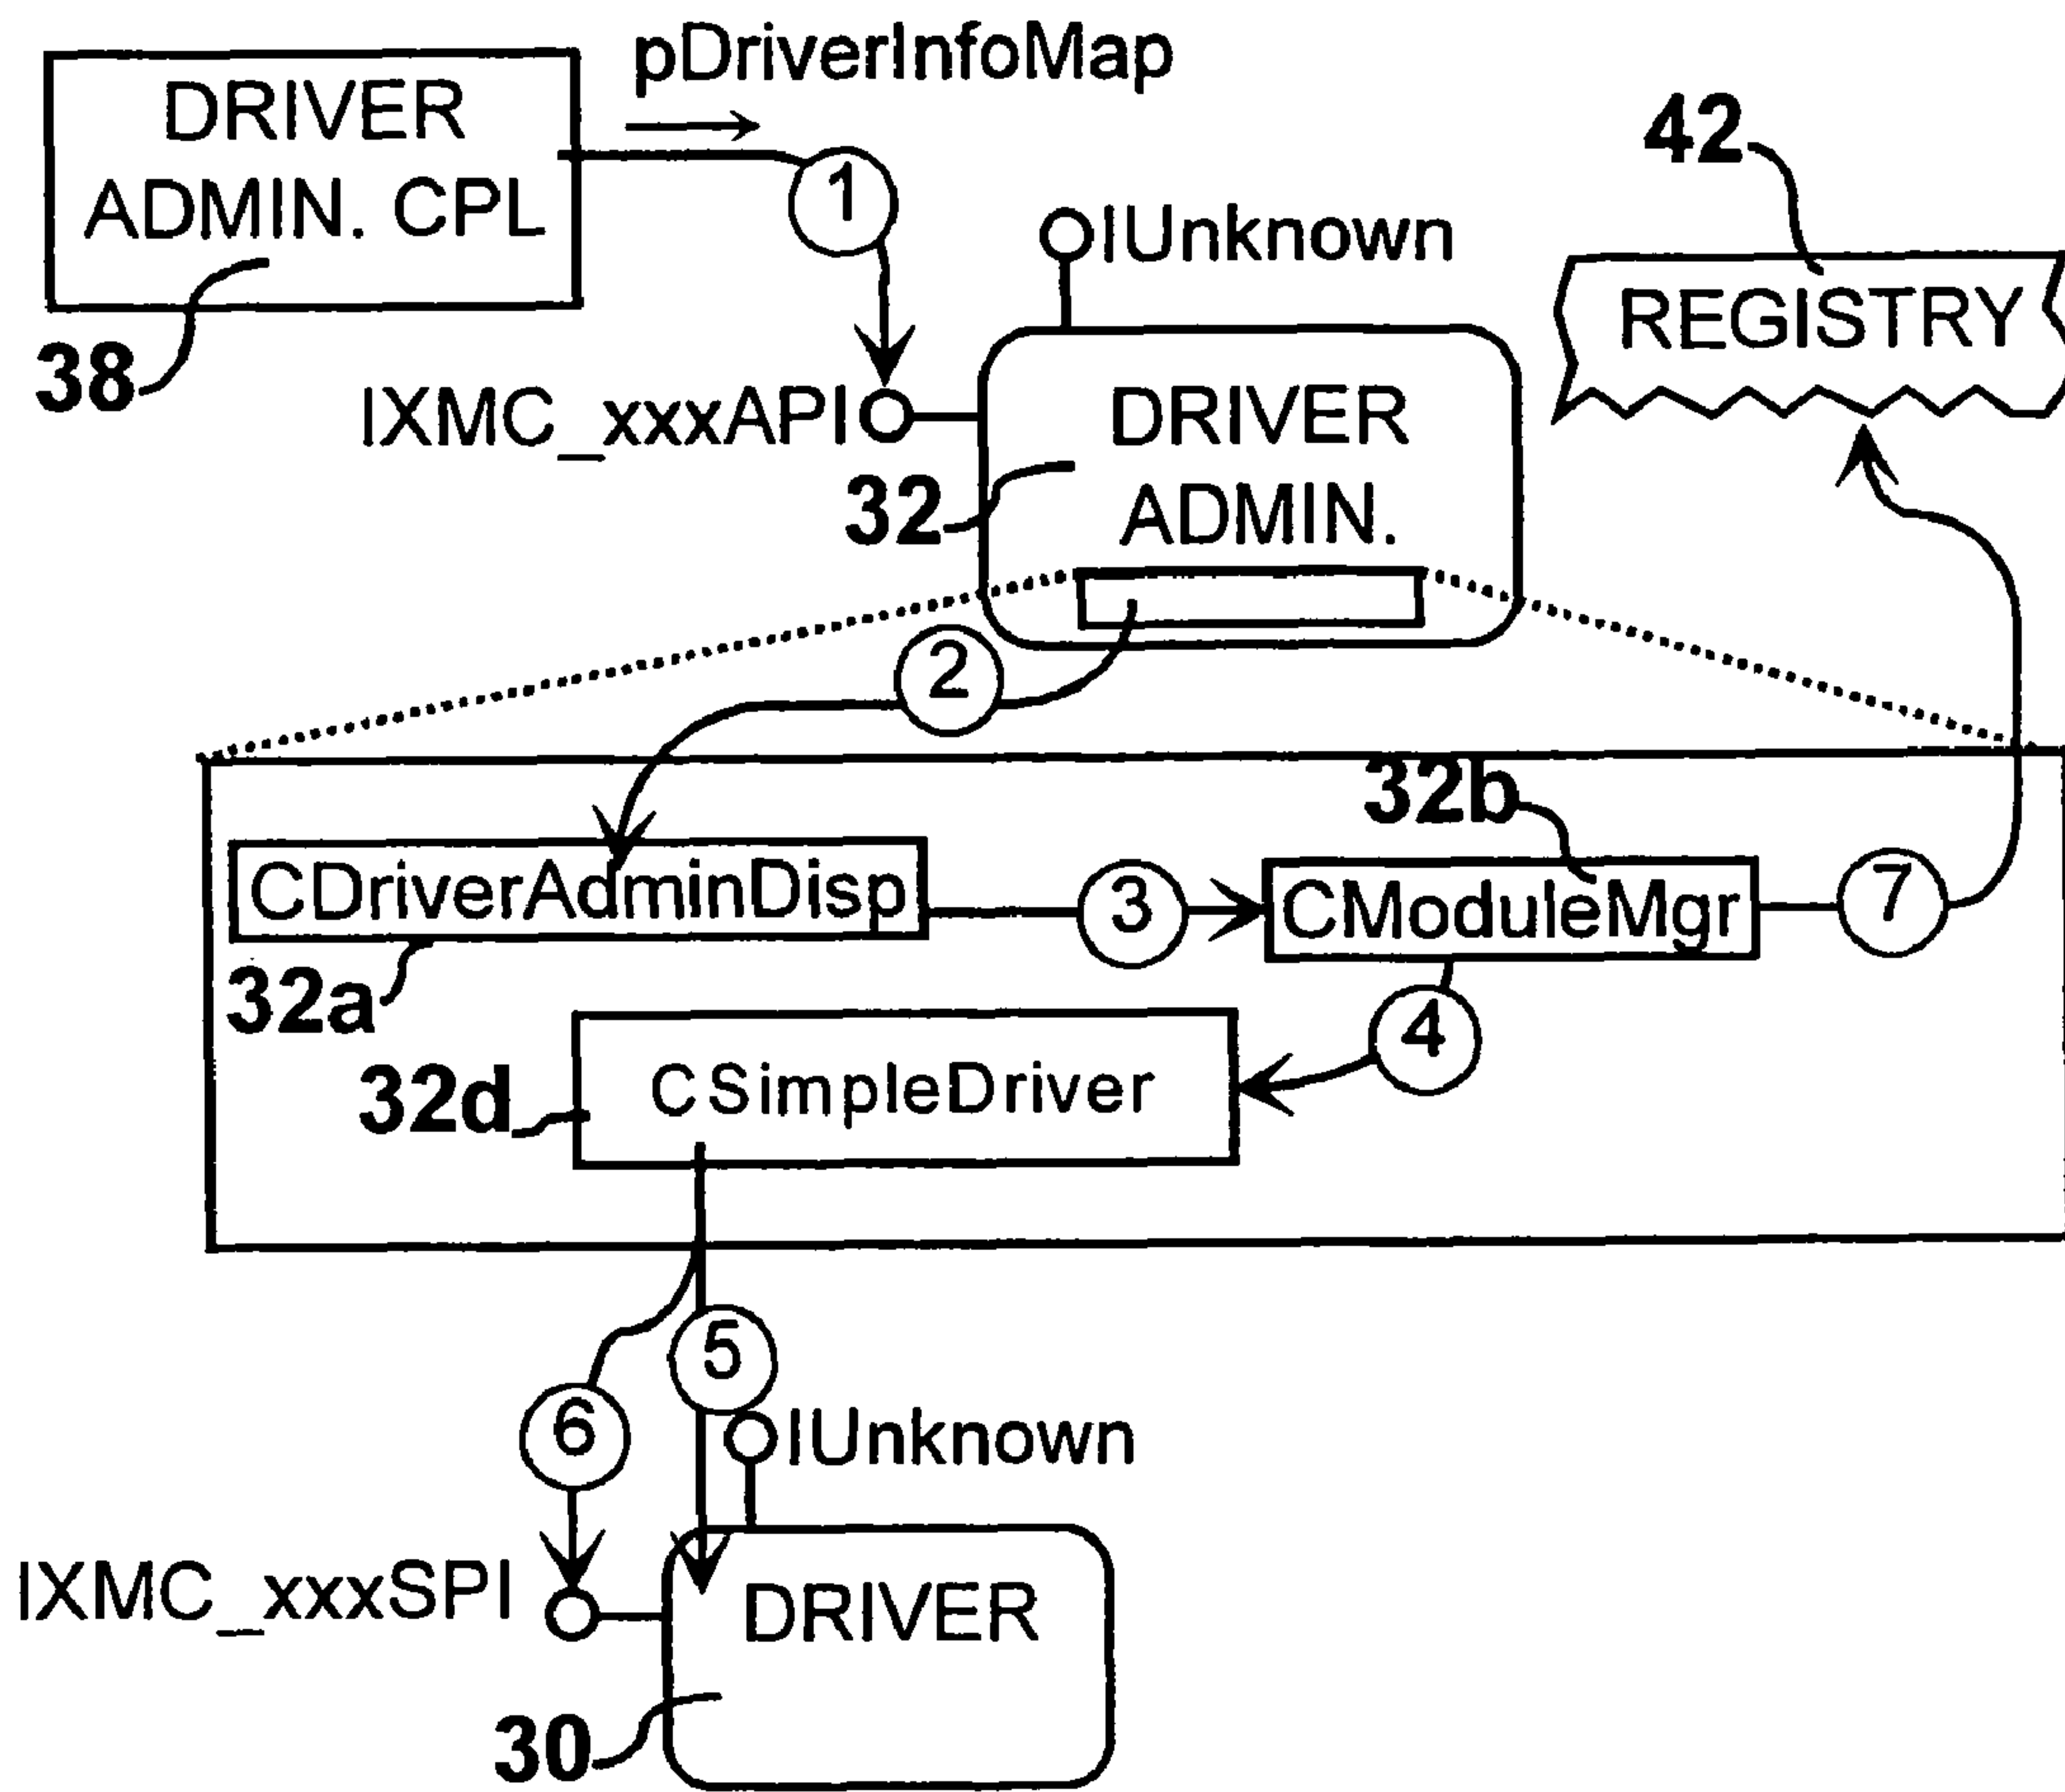 pDriverInfoMap
DRIVER
ADMIN. CPL
1
42
38
IUnknown
REGISTRY
IXMC_xxxAPI
DRIVER
ADMIN.
32
2
32b
CDriverAdminDisp
3
CModuleMgr
7
32a
4
32d
CSimpleDriver
5
6
IUnknown
IXMC_xxxSPI
DRIVER
30